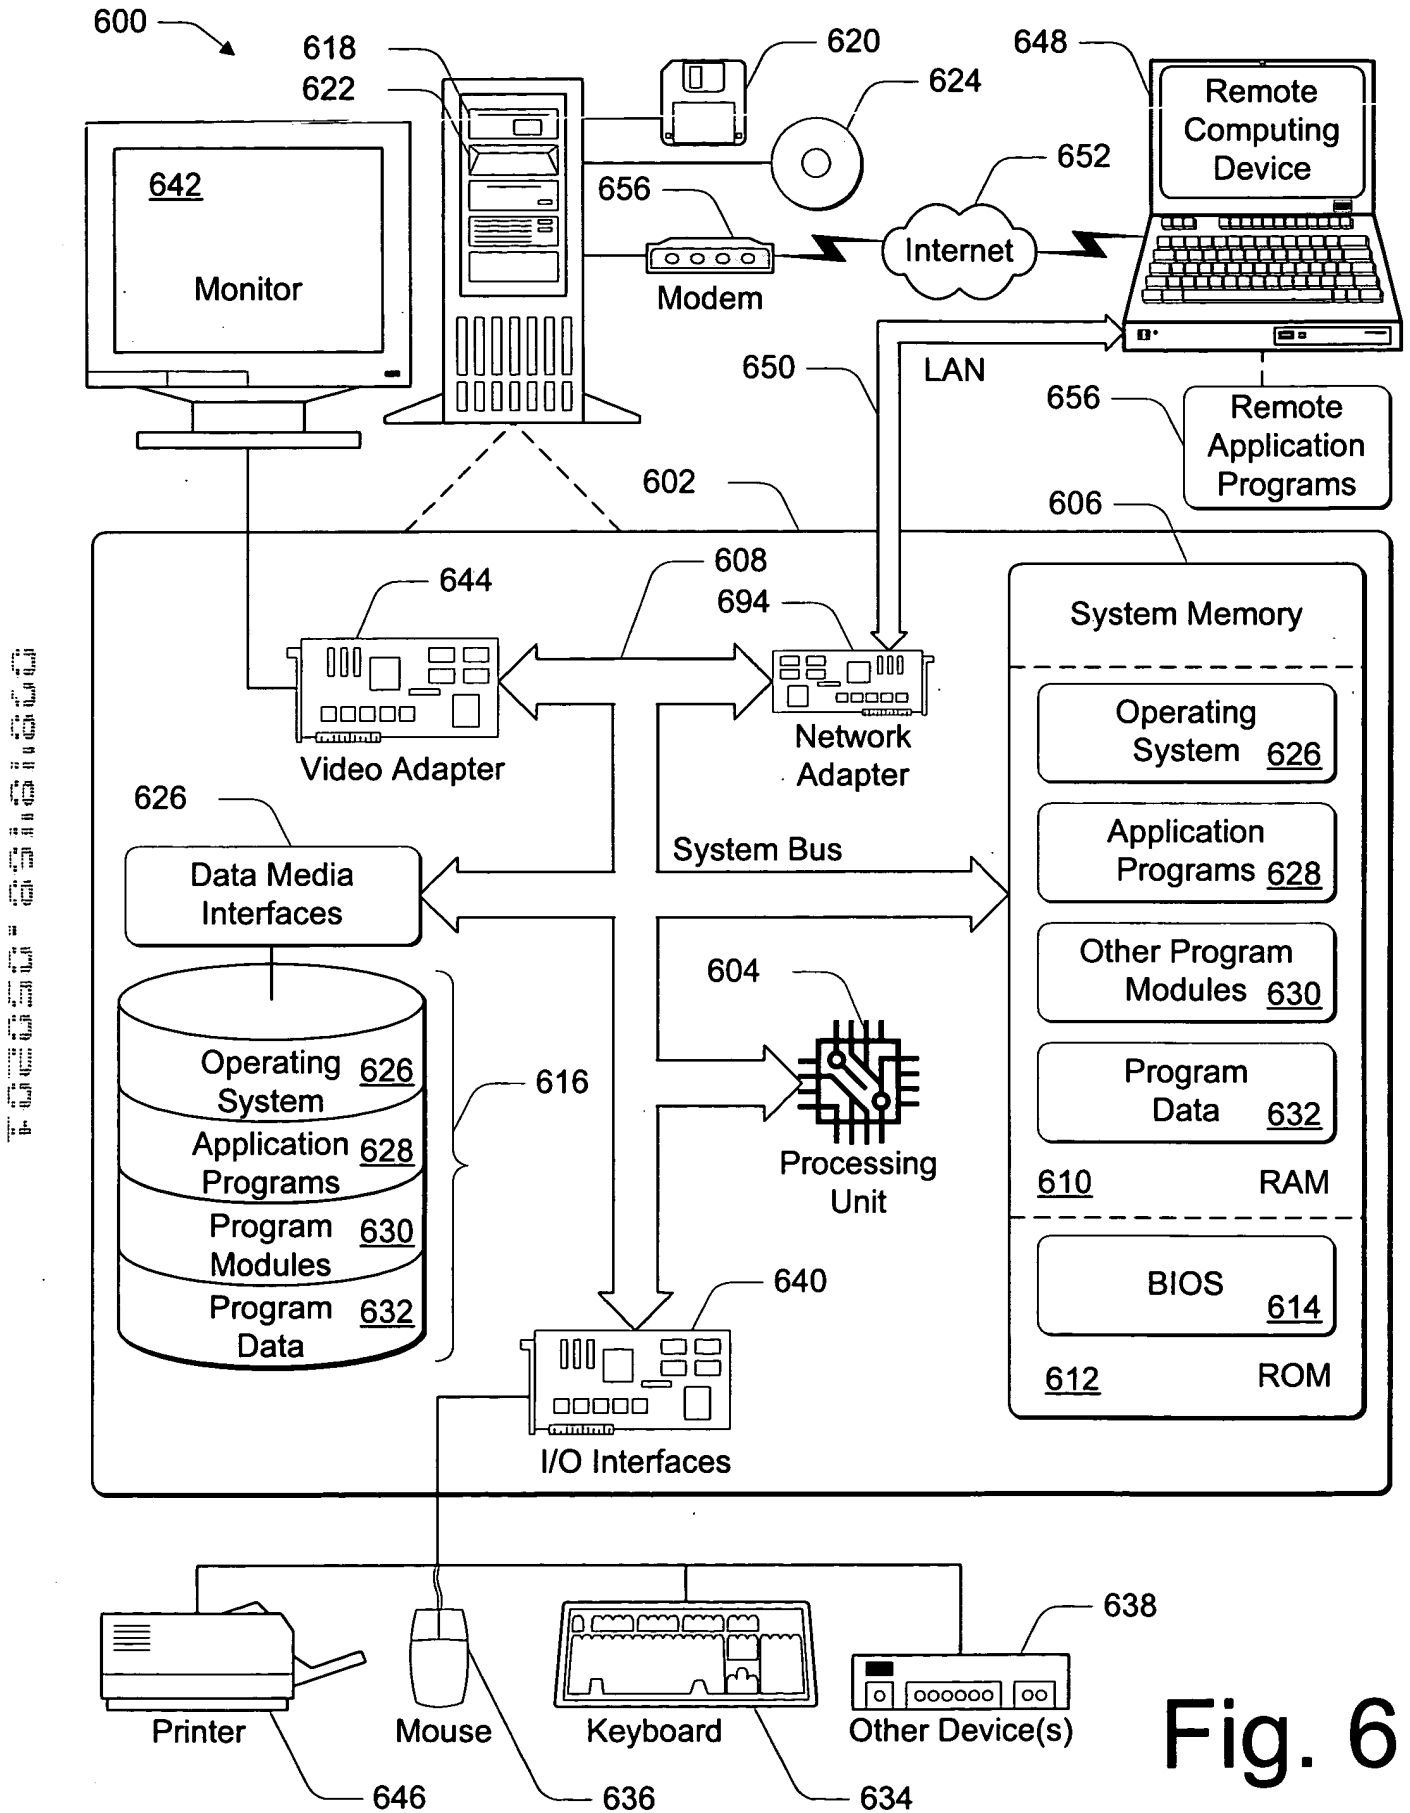 600
618
622
620
624
648
Remote
Computing
Device
642
Monitor
656
Modem
652
Internet
650
LAN
656
Remote
Application
Programs
602
606
608
644
694
System Memory
Video Adapter
Network
Adapter
Operating
System 626
Application
Programs 628
Other Program
Modules 630
Program
Data 632
610 RAM
BIOS
614
612 ROM
626
Data Media
Interfaces
System Bus
604
Processing
Unit
Operating
System 626
Application
Programs 628
Program
Modules 630
Program
Data 632
616
640
I/O Interfaces
638
Printer
Mouse
Keyboard
Other Device(s)
646
636
634
Fig. 6